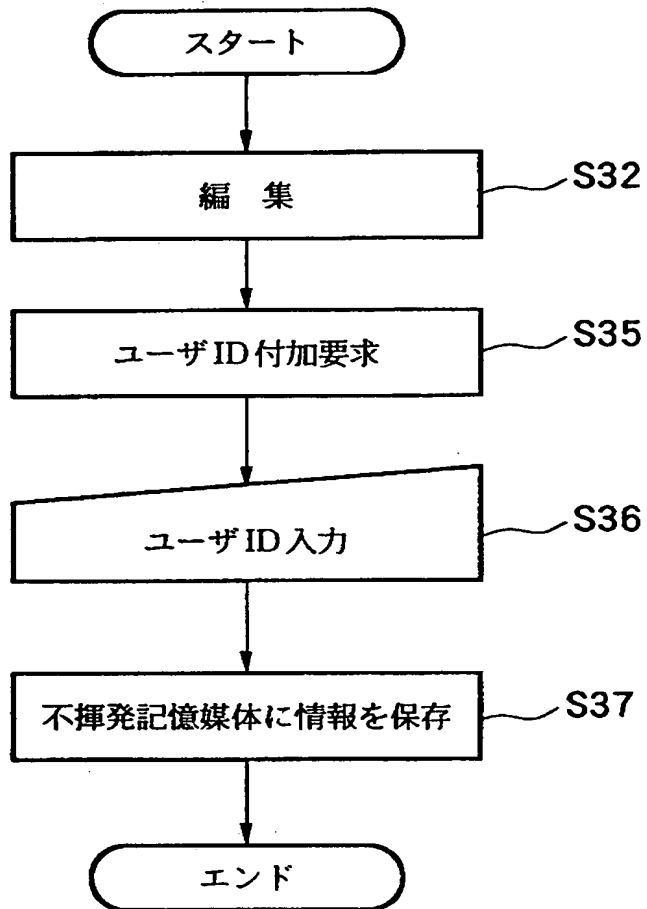 スタート
編 集
S32
ユーザID付加要求
S35
ユーザID入力
S36
不揮発記憶媒体に情報を保存
S37
エンド